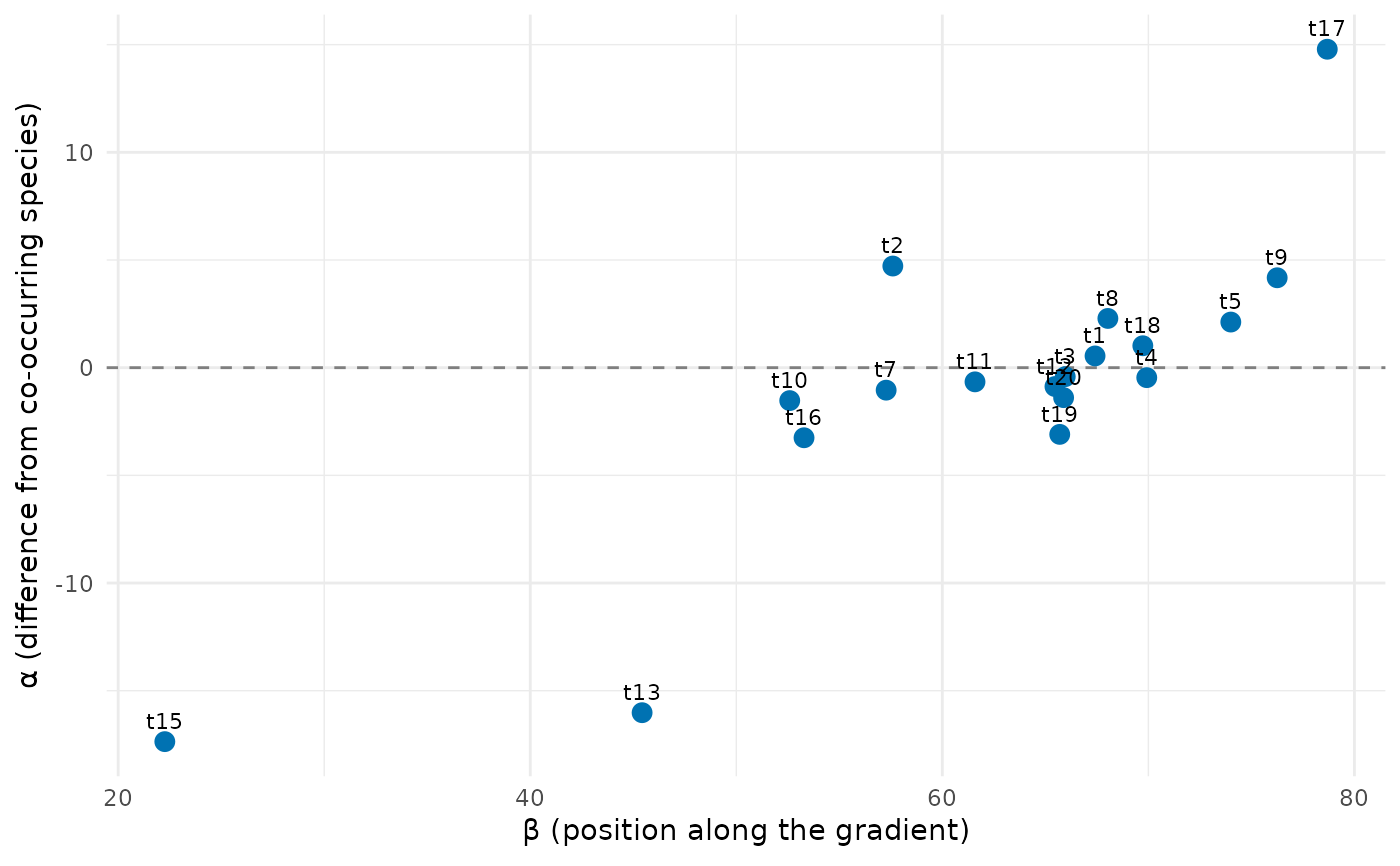 t17
10
t2
t9
t8
t5
t18
t1
t3
t4
t12
t11
0
t7
t20
t10
t19
t16
-10
t13
t15
20
40
60
80
β (position along the gradient)
α (difference from co-occurring species)